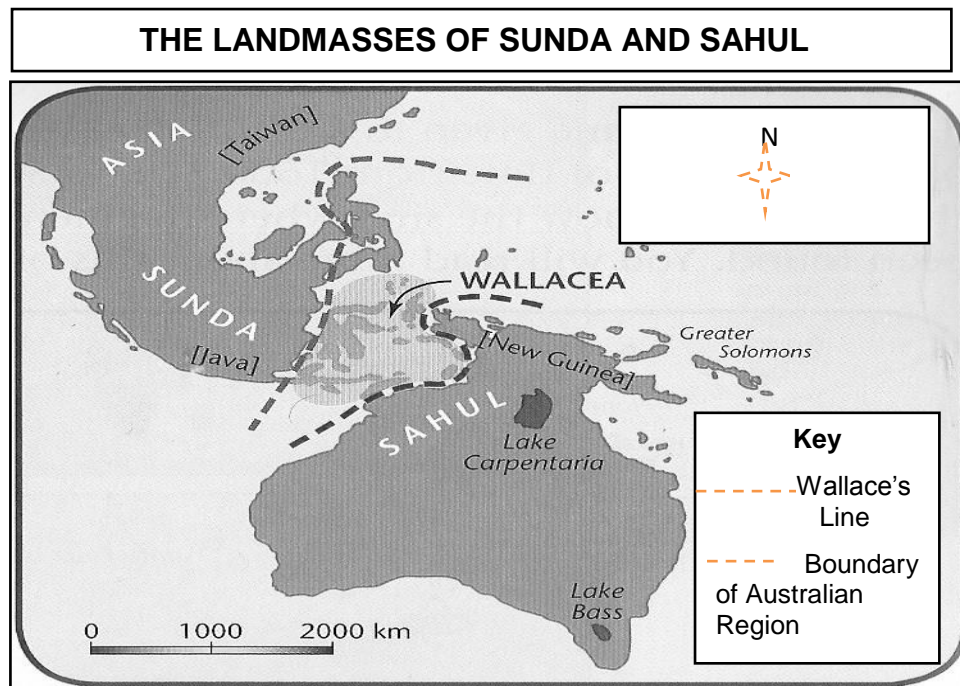 THE LANDMASSES OF SUNDA AND SAHUL
N
ASIA
[Taiwan]
SUNDA
WALLACEA
[Java]
[New Guinea]
Greater
Solomons
SAHUL
Lake
Carpentaria
Key
Wallace's
Line
Boundary
of Australian
Region
Lake
Bass
0 1000 2000 km